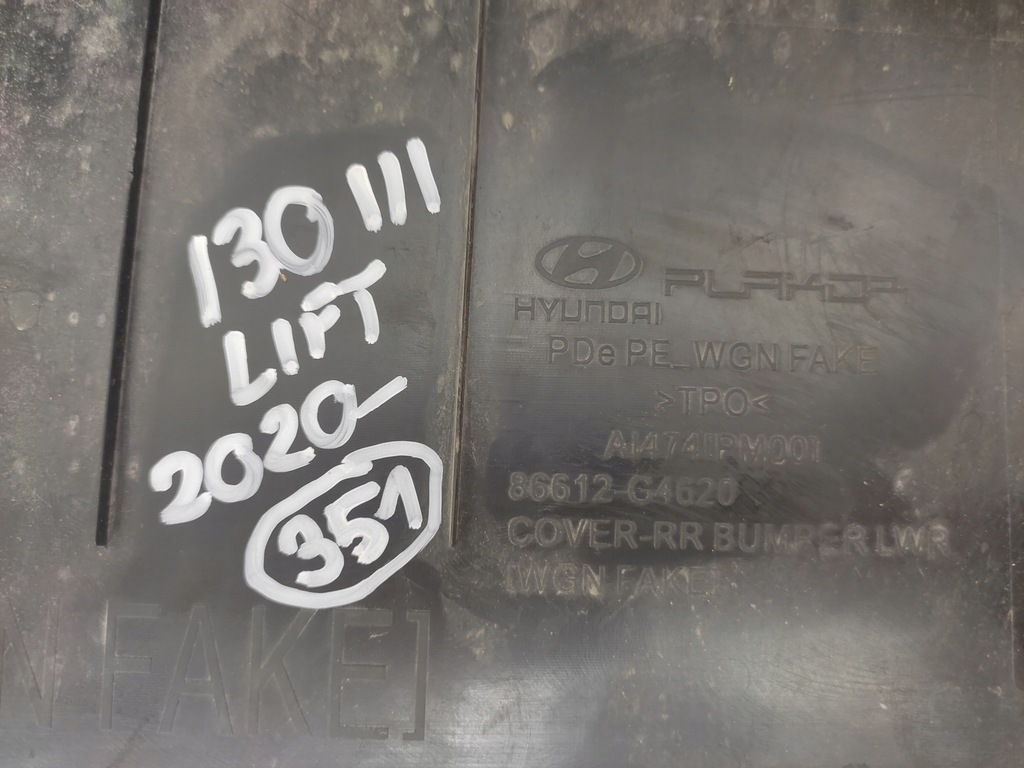 I30 III
LIFT
2020-
351
HYUNDAI PLAKOR
PDe PE_WGN FAKE
>TPO<
86612-G4620
COVER-RR BUMPER LWR
[WGN FAKE]
N FAKE]